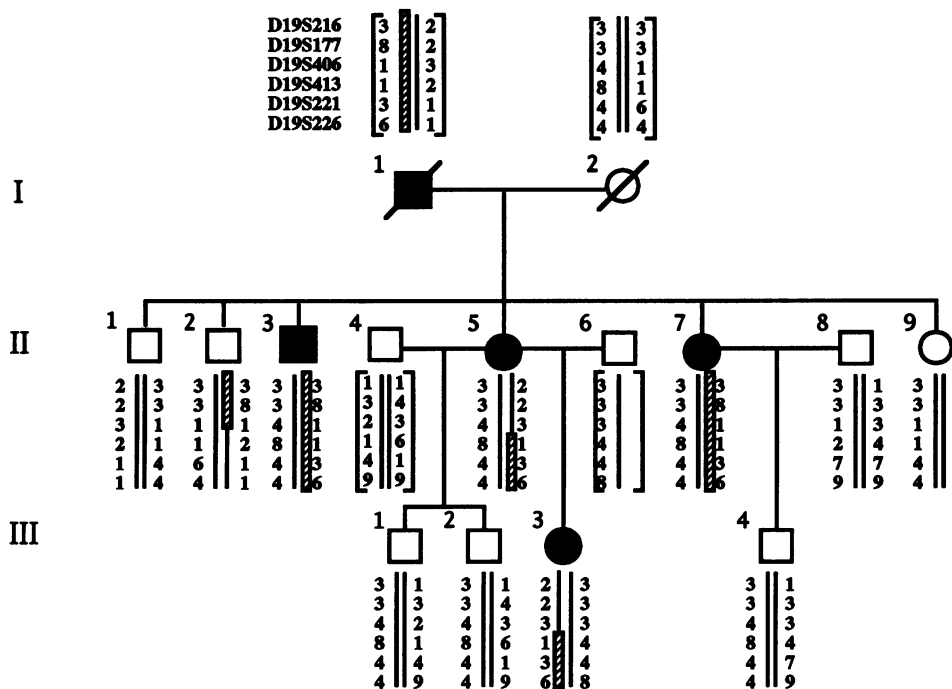 D19S216 3 2 3 3
D19S177 8 2 3 3
D19S406 1 3 4 1
D19S413 1 2 8 1
D19S221 3 1 4 6
D19S226 6 1 4 4
1 2
I
1 2 3 4 5 6 7 8 9
II
2 3 3 3 3 3 1 1 3 2 3 3 3 3 1 3
2 3 3 8 3 8 3 4 3 2 3 3 8 3 3 3
3 1 1 1 4 1 2 3 4 3 3 4 1 1 3 1
2 1 1 2 8 1 1 6 8 1 4 8 1 2 4 1
1 4 6 1 4 3 4 1 4 3 4 4 3 7 7 4
1 4 4 1 4 6 9 9 4 6 8 4 6 9 9 4
III
1 2 3 4
3 1 3 1 2 3 3 1
3 3 3 4 2 3 3 3
4 2 4 3 3 3 4 3
8 1 8 6 1 4 8 4
4 4 4 1 3 4 4 7
4 9 4 9 6 8 4 9